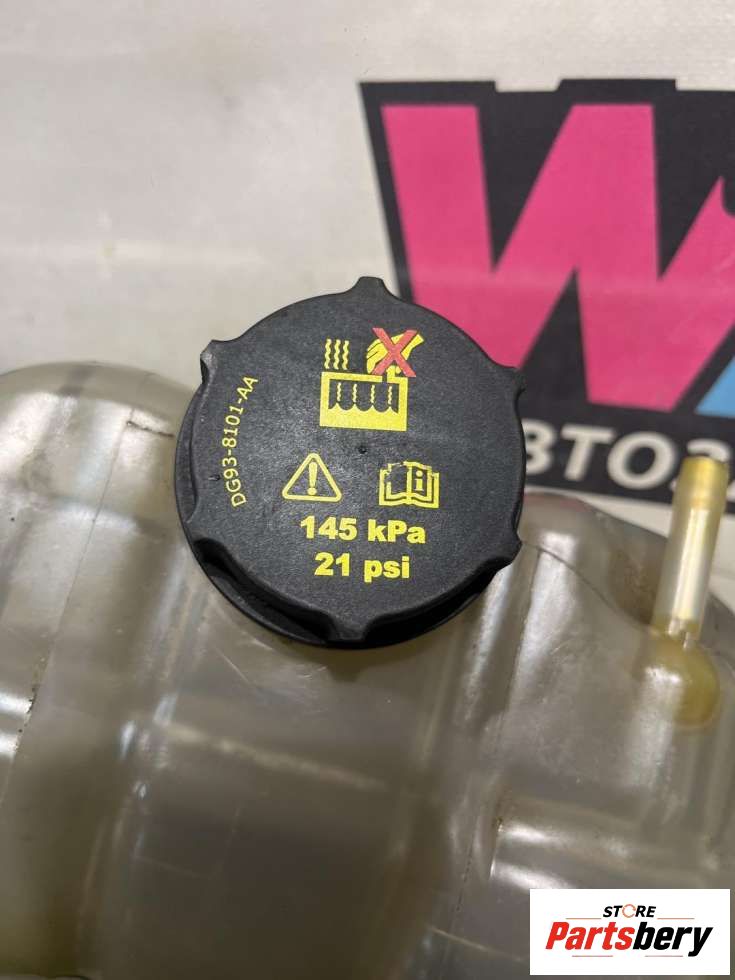 DG93-8101-AA
145 kPa
21 psi
STORE
Partsbery